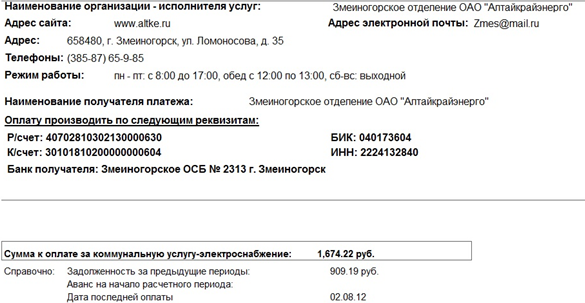 Наименование организации - исполнителя услуг: Змеиногорское отделение ОАО "Алтайкрайэнерго"
Адрес сайта: www.altke.ru Адрес электронной почты: Zmes@mail.ru
Адрес: 658480, г. Змеиногорск, ул. Ломоносова, д. 35
Телефоны: (385-87) 65-9-85
Режим работы: пн - пт: с 8:00 до 17:00, обед с 12:00 по 13:00, сб-вс: выходной
Наименование получателя платежа: Змеиногорское отделение ОАО "Алтайкрайэнерго"
Оплату производить по следующим реквизитам:
Р/счет: 40702810302130000630 БИК: 040173604
К/счет: 30101810200000000604 ИНН: 2224132840
Банк получателя: Змеиногорское ОСБ № 2313 г. Змеиногорск
Сумма к оплате за коммунальную услугу-электроснабжение: 1,674.22 руб.
Справочно: Задолженность за предыдущие периоды: 909.19 руб.
Аванс на начало расчетного периода:
Дата последней оплаты 02.08.12